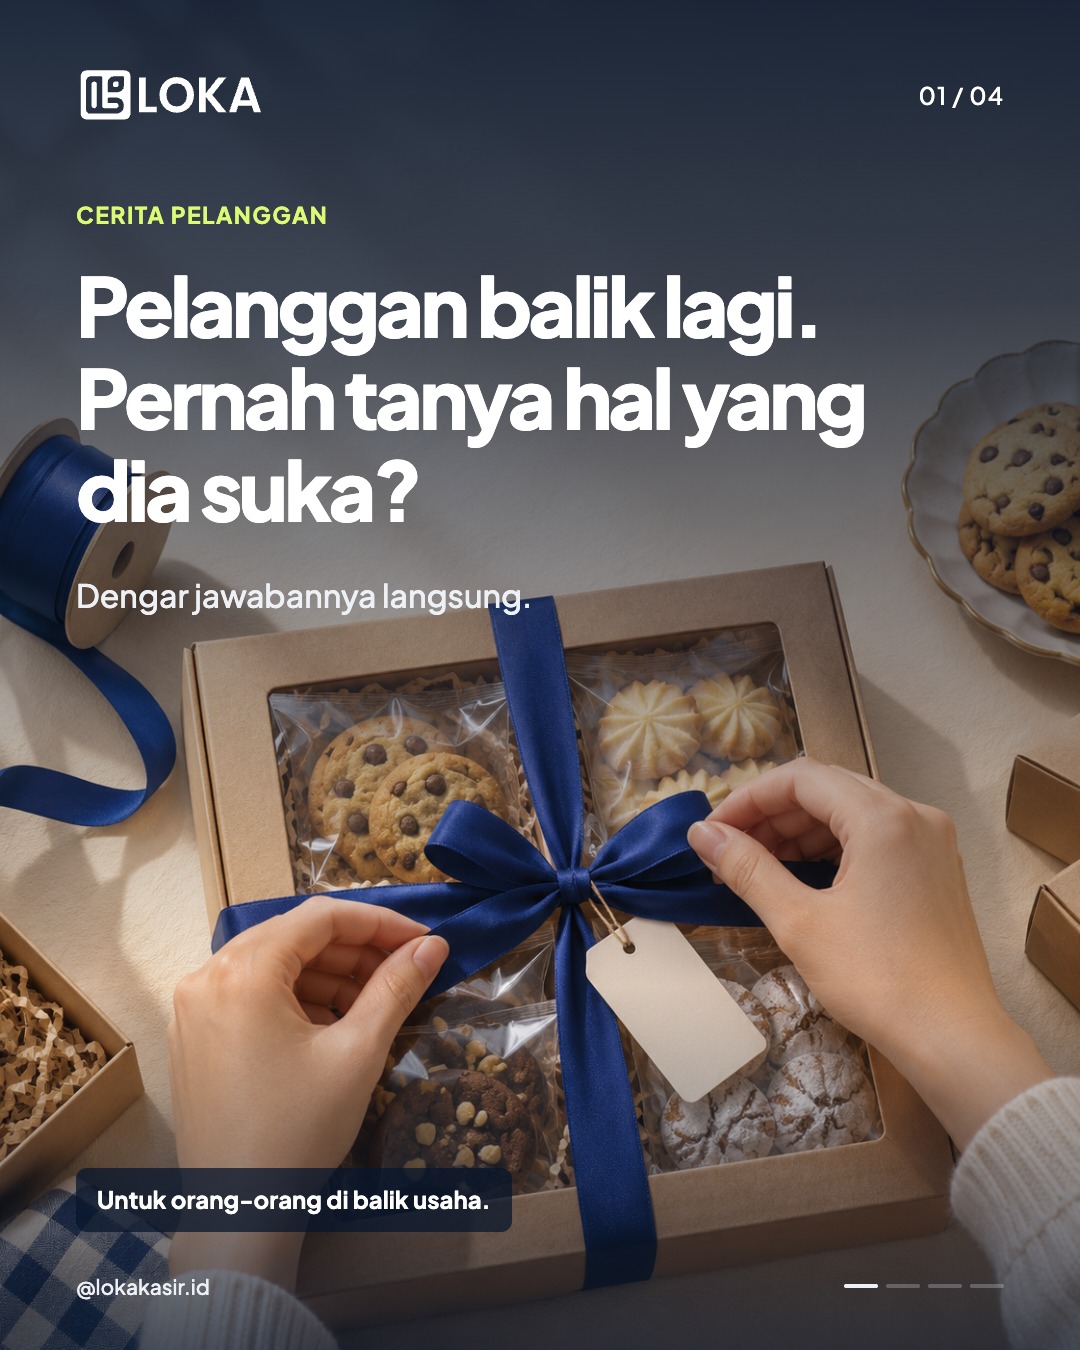 LOKA
01 / 04
CERITA PELANGGAN
Pelanggan balik lagi.
Pernah tanya hal yang
dia suka?
Dengar jawabannya langsung.
Untuk orang-orang di balik usaha.
@lokakasir.id